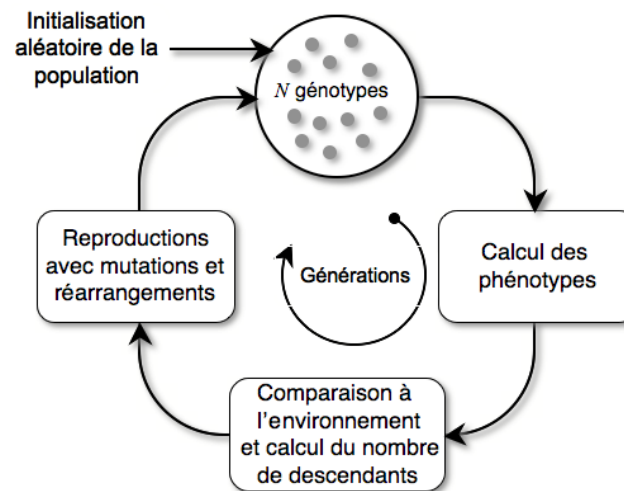 Initialisation
aléatoire de la
population
N génotypes
Calcul des
phénotypes
Comparaison à
l'environnement
et calcul du nombre
de descendants
Reproductions
avec mutations et
réarrangements
Générations